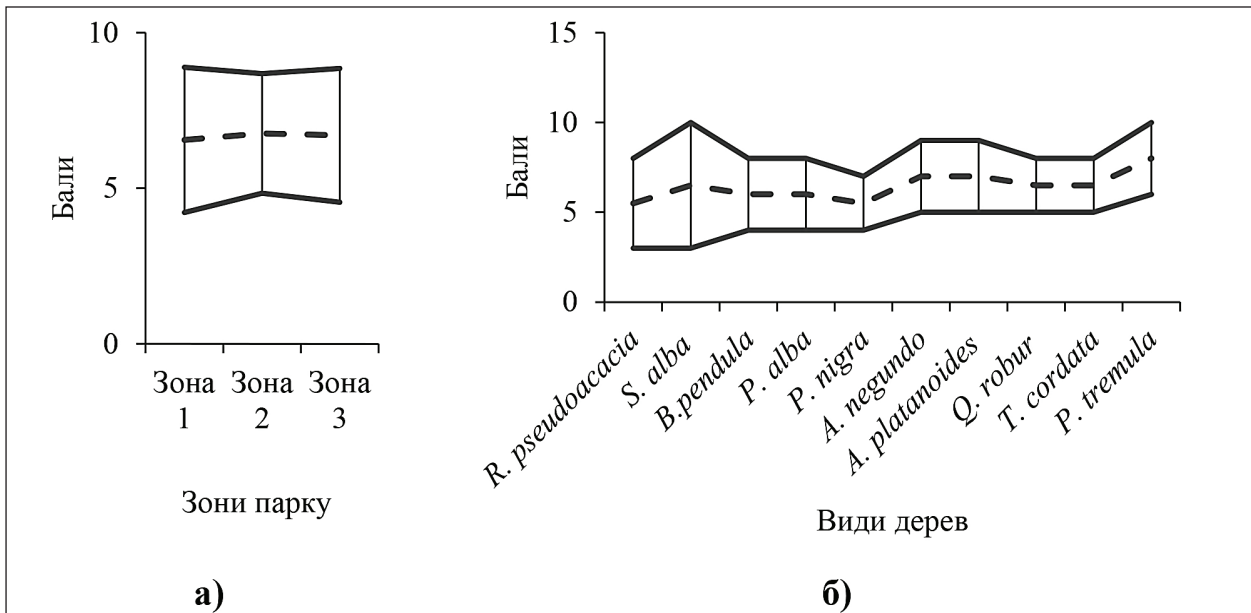 10
5
0
Бали
Зона
1
Зона
2
Зона
3
Зони парку
а)
15
10
5
0
Бали
R. pseudoacacia
S. alba
B.pendula
P. alba
P. nigra
A. negundo
A. platanoides
Q. robur
T. cordata
P. tremula
Види дерев
б)